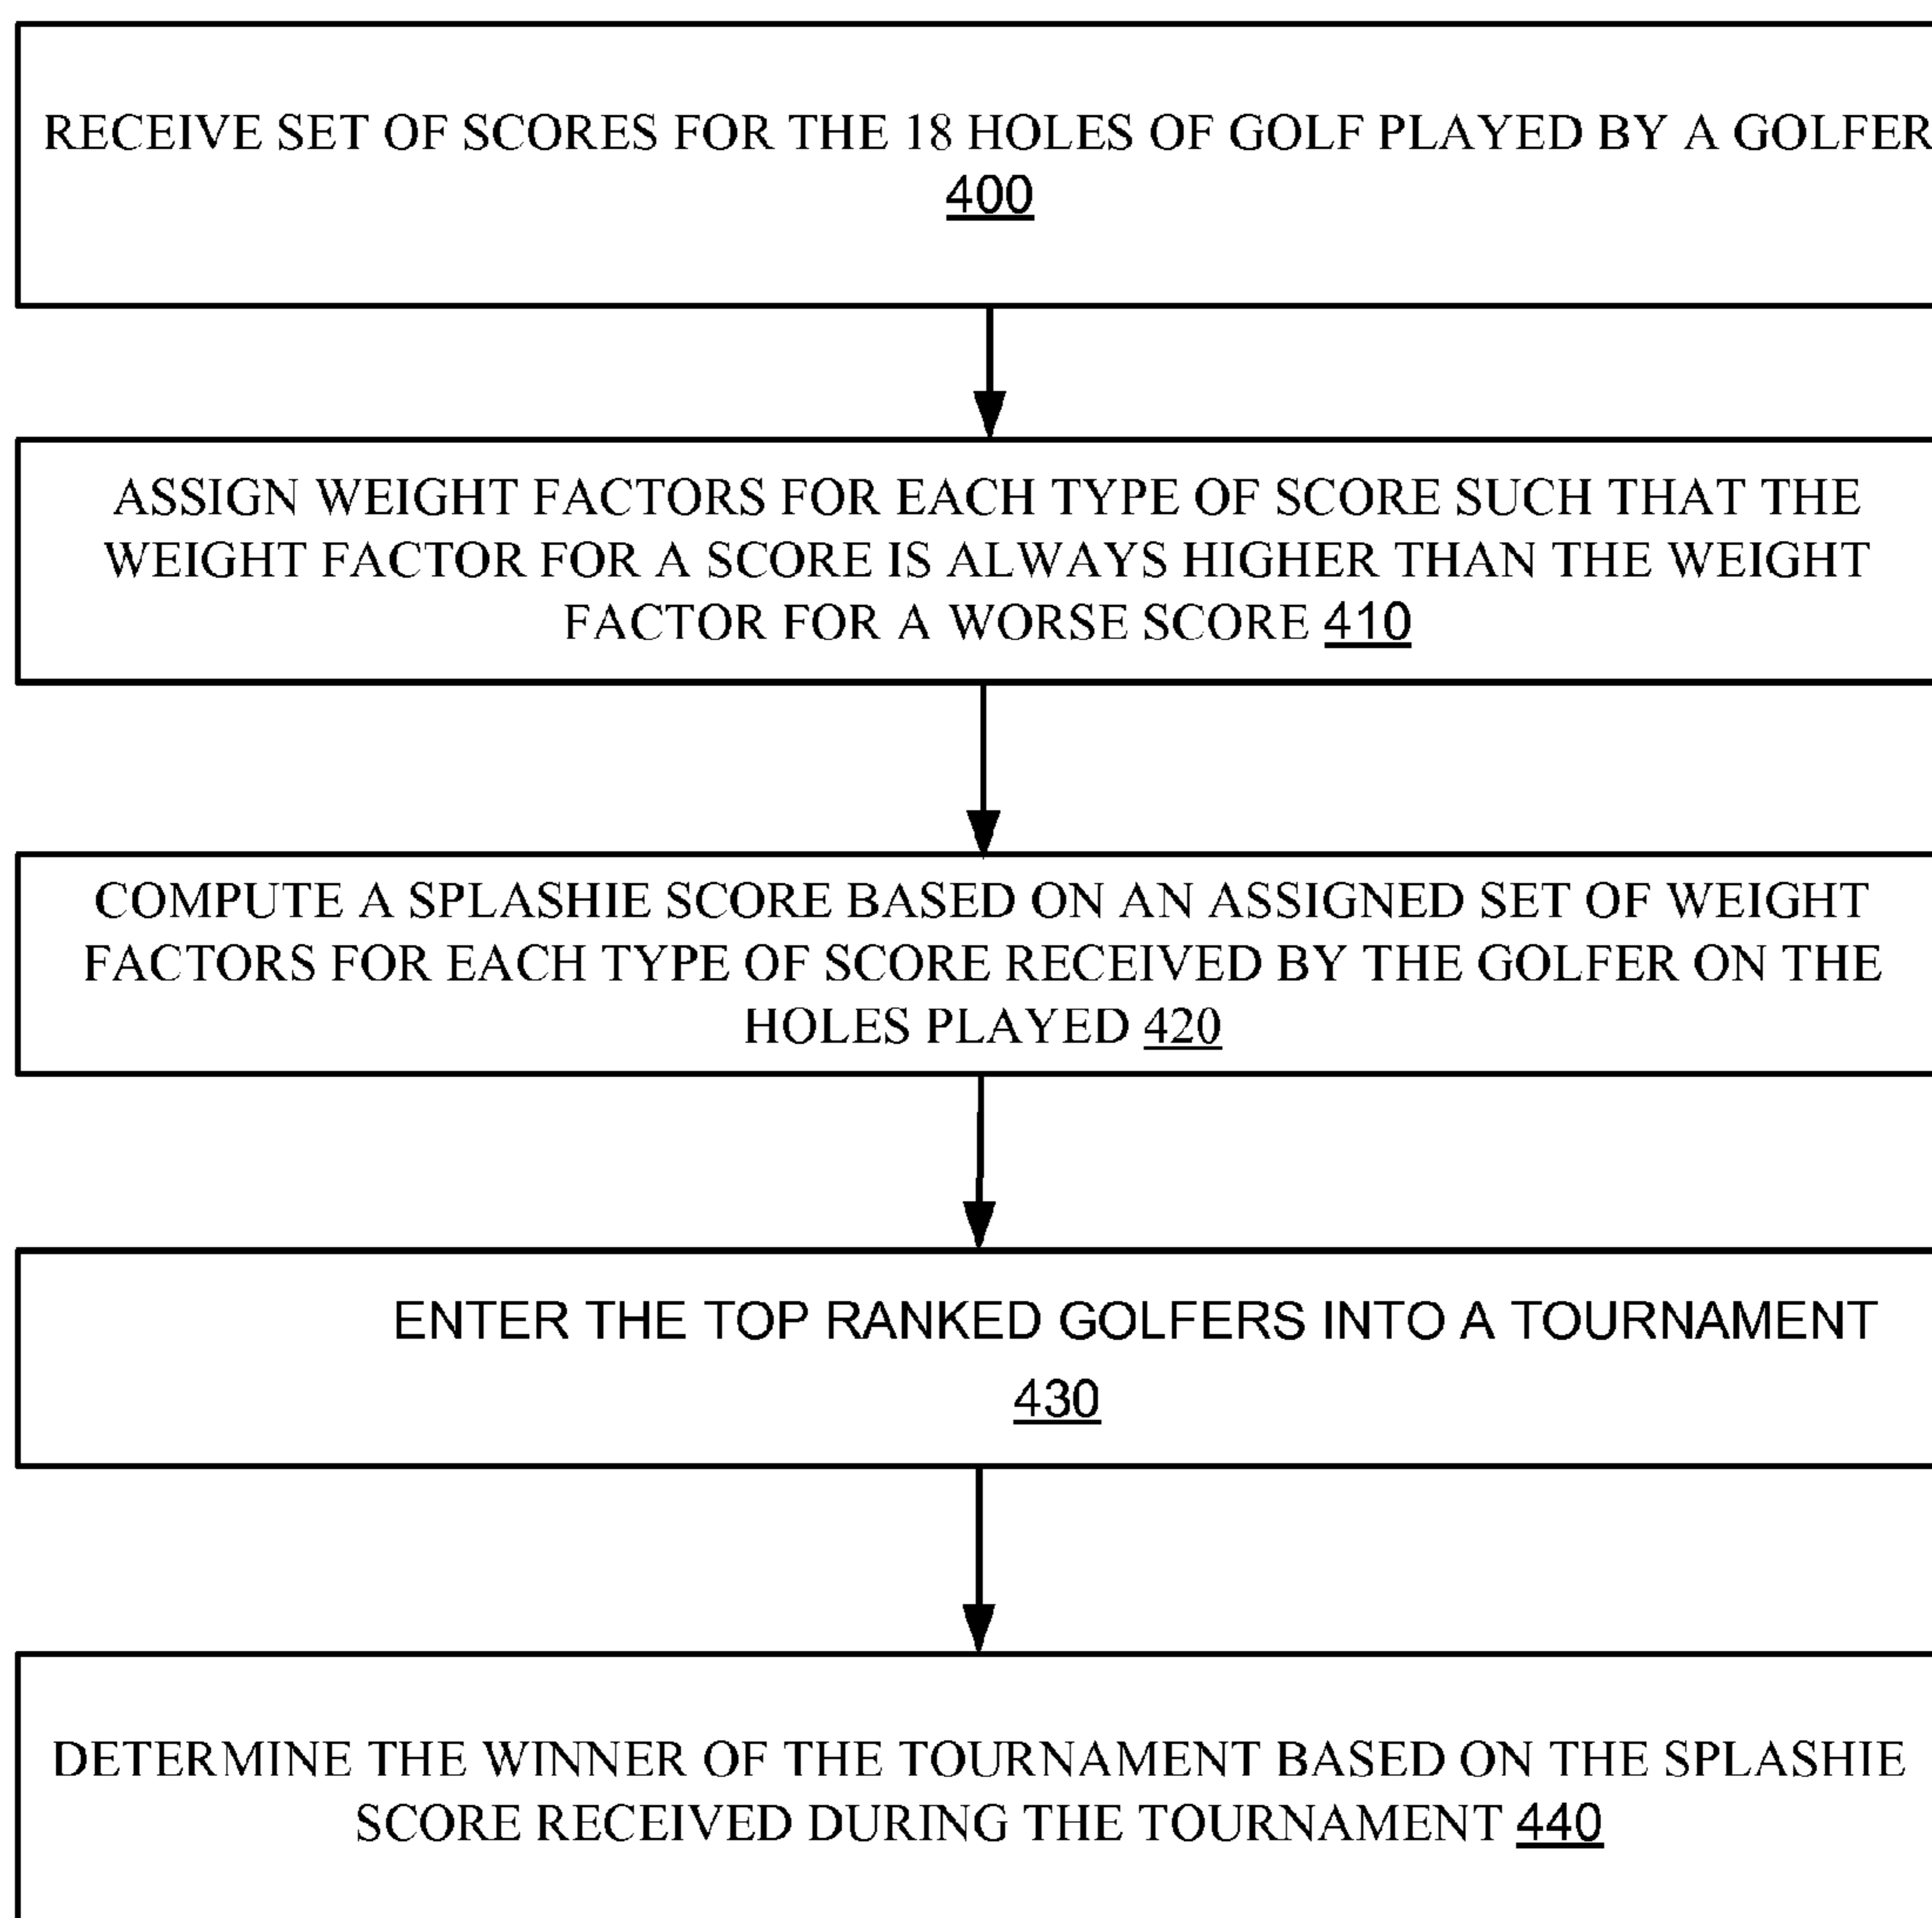 RECEIVE SET OF SCORES FOR THE 18 HOLES OF GOLF PLAYED BY A GOLFER
400
ASSIGN WEIGHT FACTORS FOR EACH TYPE OF SCORE SUCH THAT THE
WEIGHT FACTOR FOR A SCORE IS ALWAYS HIGHER THAN THE WEIGHT
FACTOR FOR A WORSE SCORE 410
COMPUTE A SPLASHIE SCORE BASED ON AN ASSIGNED SET OF WEIGHT
FACTORS FOR EACH TYPE OF SCORE RECEIVED BY THE GOLFER ON THE
HOLES PLAYED 420
ENTER THE TOP RANKED GOLFERS INTO A TOURNAMENT
430
DETERMINE THE WINNER OF THE TOURNAMENT BASED ON THE SPLASHIE
SCORE RECEIVED DURING THE TOURNAMENT 440